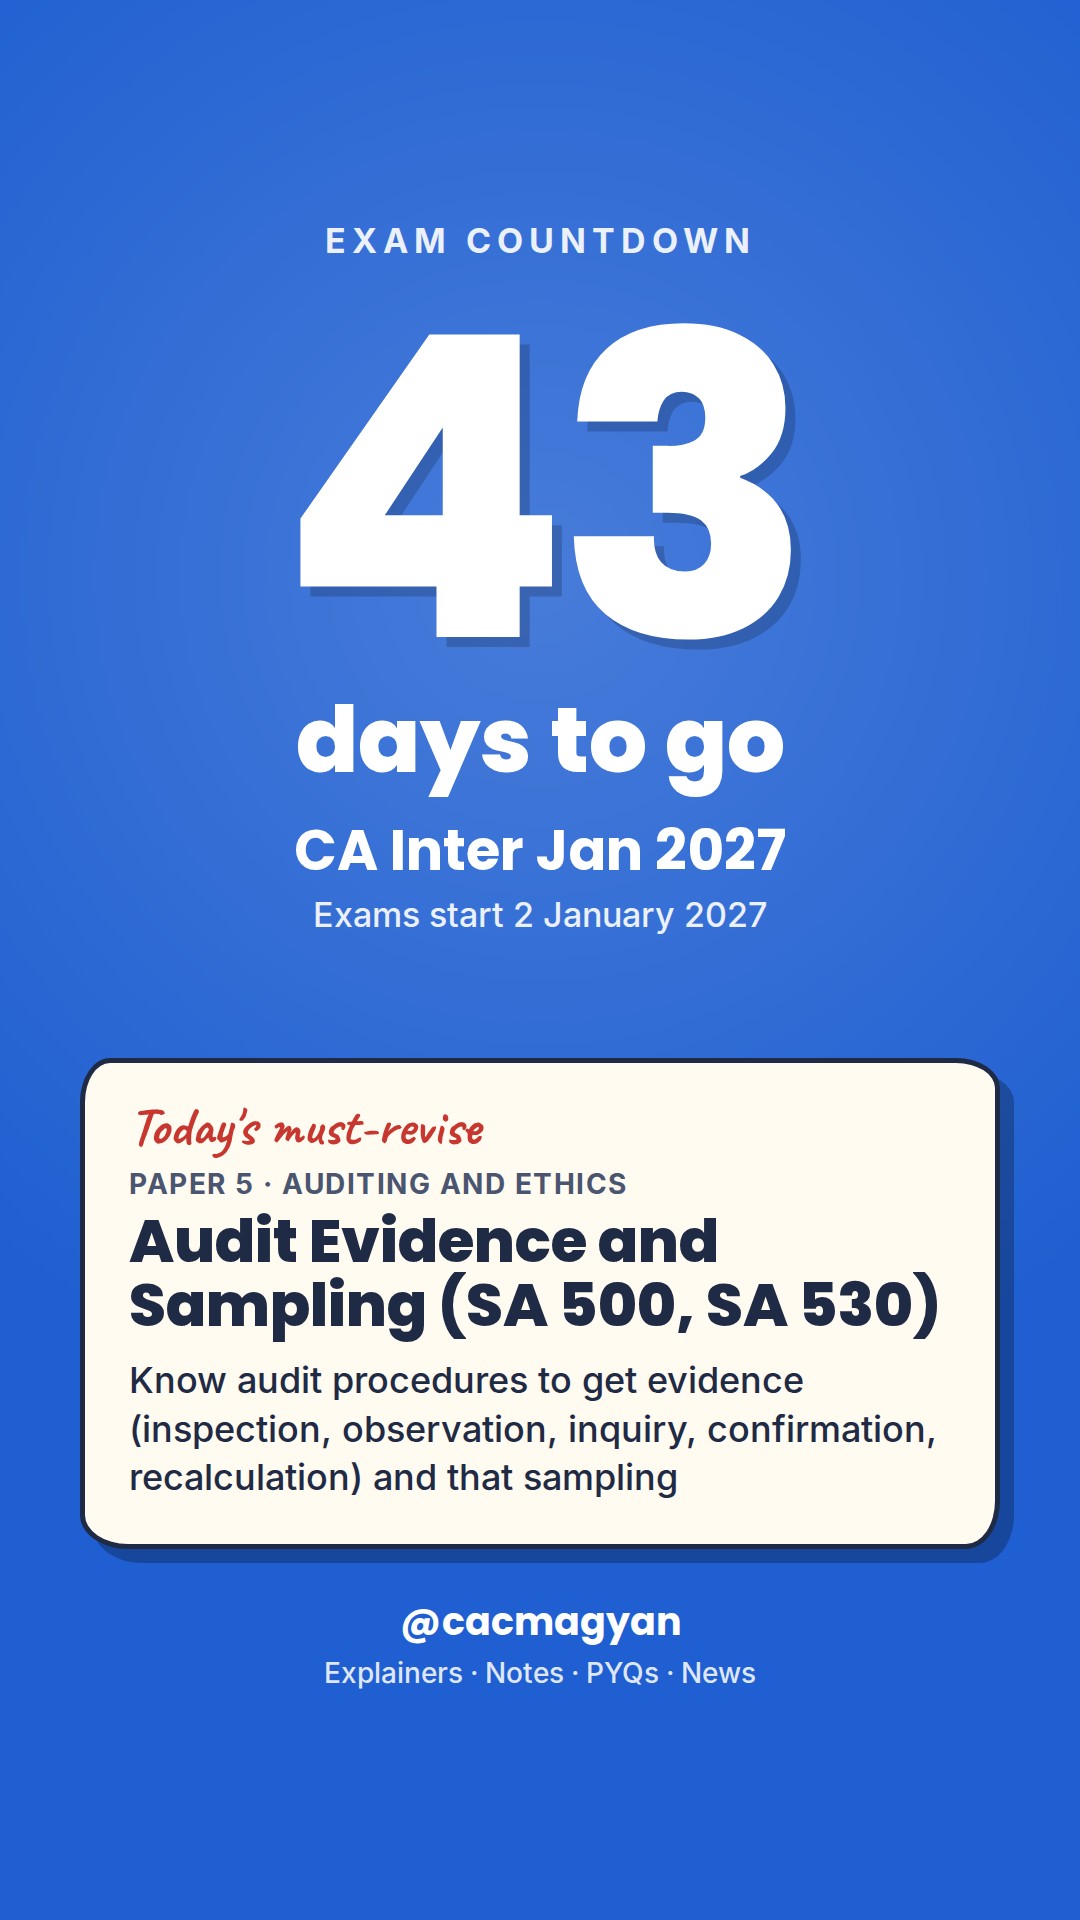 EXAM COUNTDOWN
43
days to go
CA Inter Jan 2027
Exams start 2 January 2027
Today's must-revise
PAPER 5 · AUDITING AND ETHICS
Audit Evidence and
Sampling (SA 500, SA 530)
Know audit procedures to get evidence
(inspection, observation, inquiry, confirmation,
recalculation) and that sampling
@cacmagyan
Explainers · Notes · PYQs · News